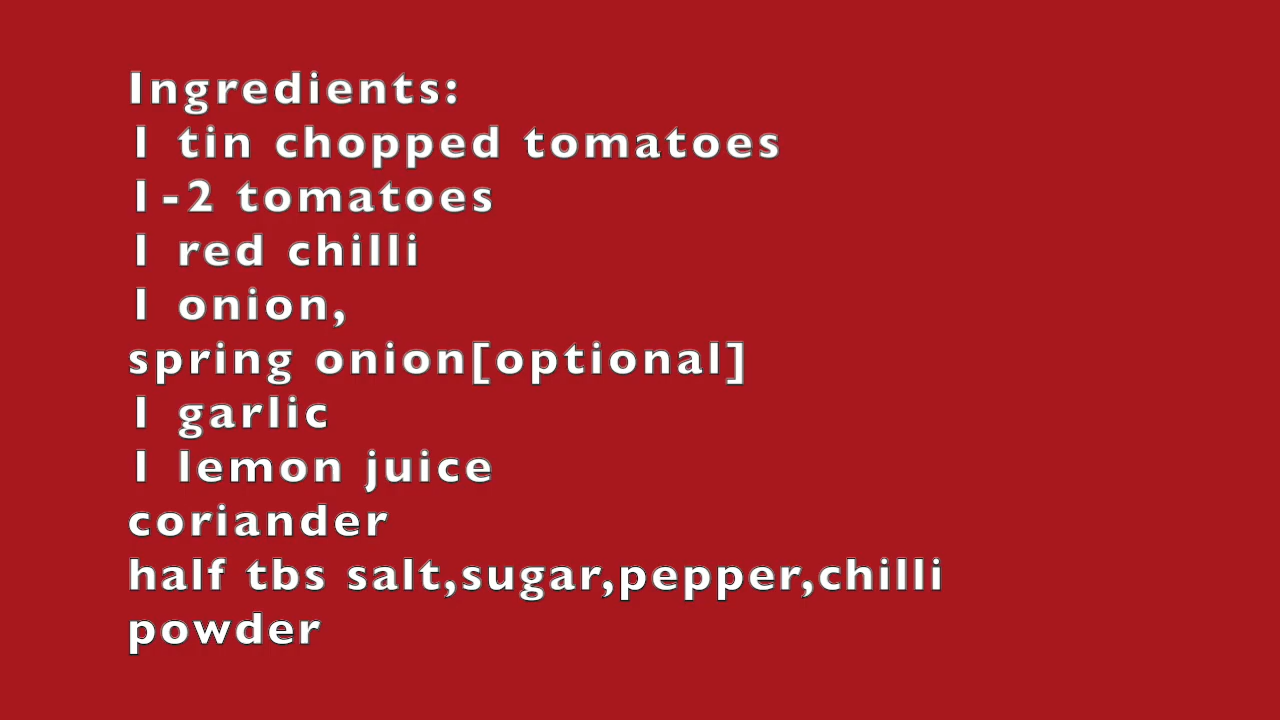 Ingredients:
1 tin chopped tomatoes
1-2 tomatoes
1 red chilli
1 onion,
spring onion[optional]
1 garlic
1 lemon juice
coriander
half tbs salt,sugar,pepper,chilli
powder